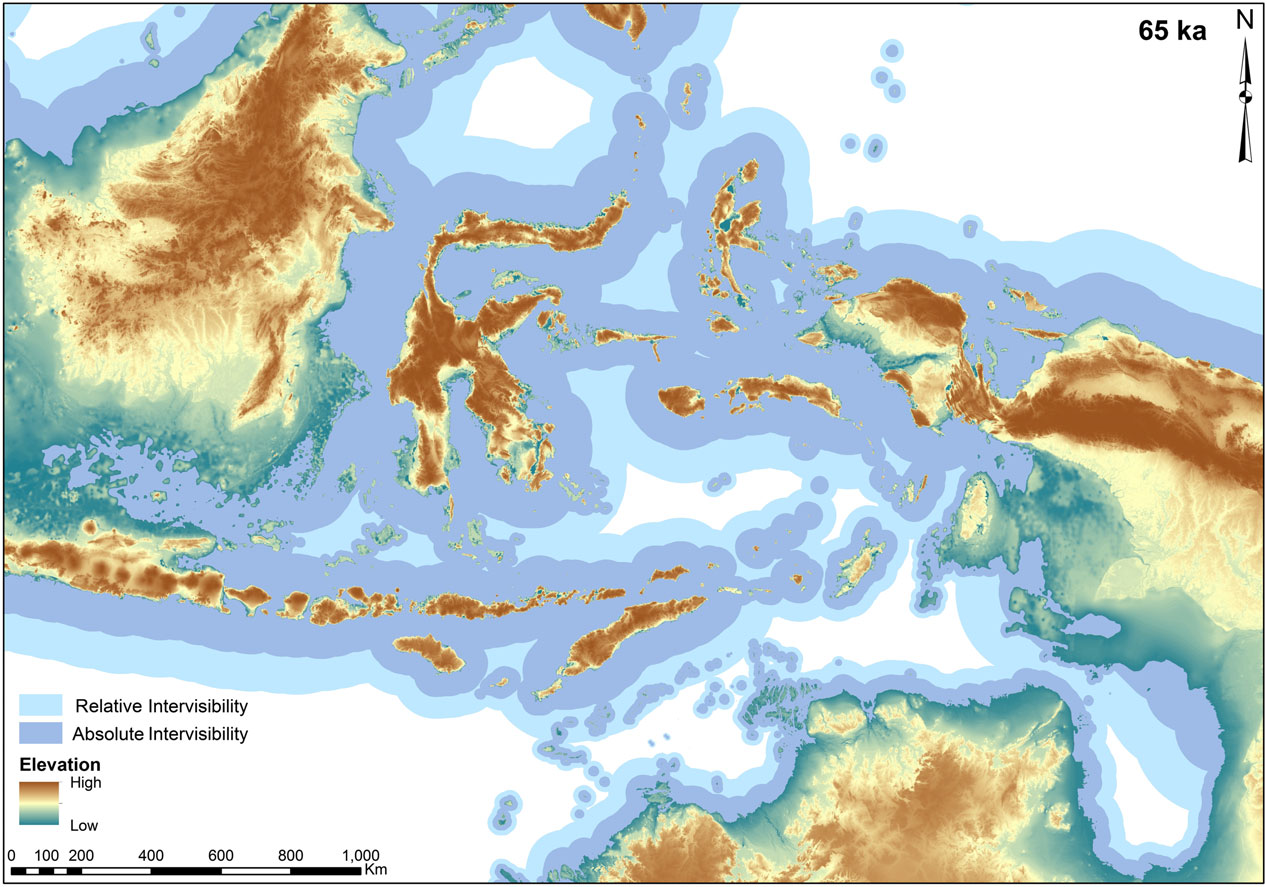 65 ka
N
Relative Intervisibility
Absolute Intervisibility
Elevation
High
Low
0 100 200 400 600 800 1,000
Km